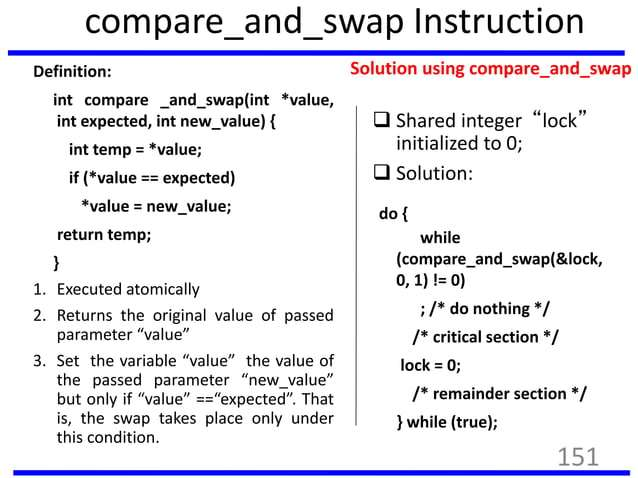 compare_and_swap Instruction
Definition:
int compare _and_swap(int *value,
int expected, int new_value) {
int temp = *value;
if (*value == expected)
*value = new_value;
return temp;
}
1. Executed atomically
2. Returns the original value of passed
parameter “value”
3. Set the variable “value” the value of
the passed parameter “new_value”
but only if “value” ==“expected”. That
is, the swap takes place only under
this condition.
Solution using compare_and_swap
❑ Shared integer “lock”
initialized to 0;
❑ Solution:
do {
while
(compare_and_swap(&lock,
0, 1) != 0)
; /* do nothing */
/* critical section */
lock = 0;
/* remainder section */
} while (true);
151